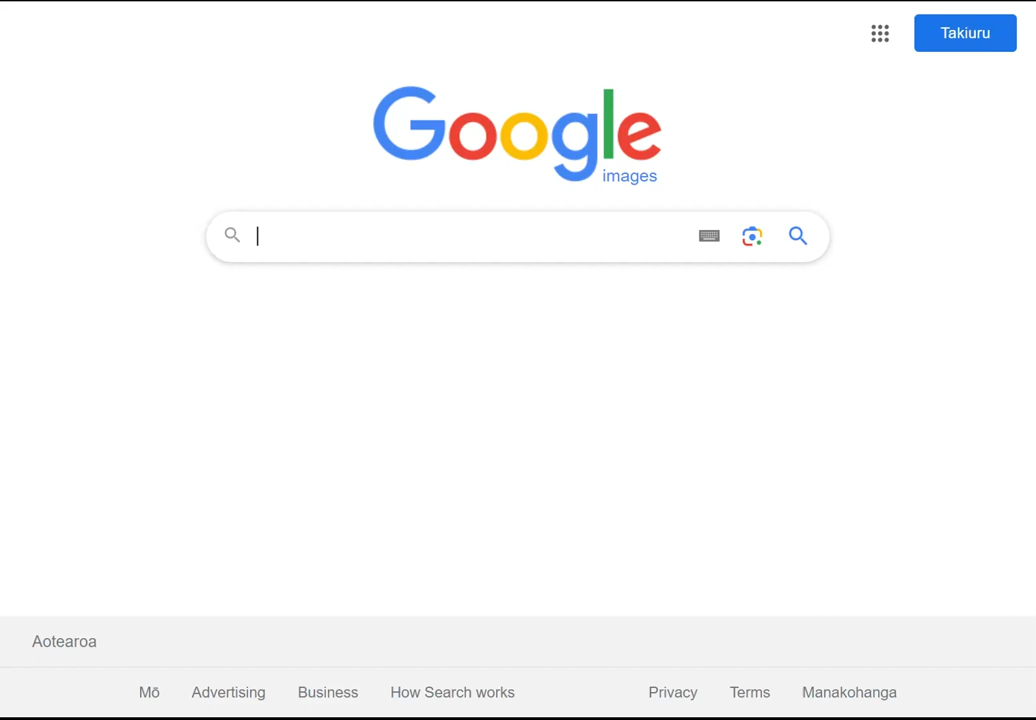 Takiuru
Google
images
Aotearoa
Mō Advertising Business How Search works Privacy Terms Manakohanga